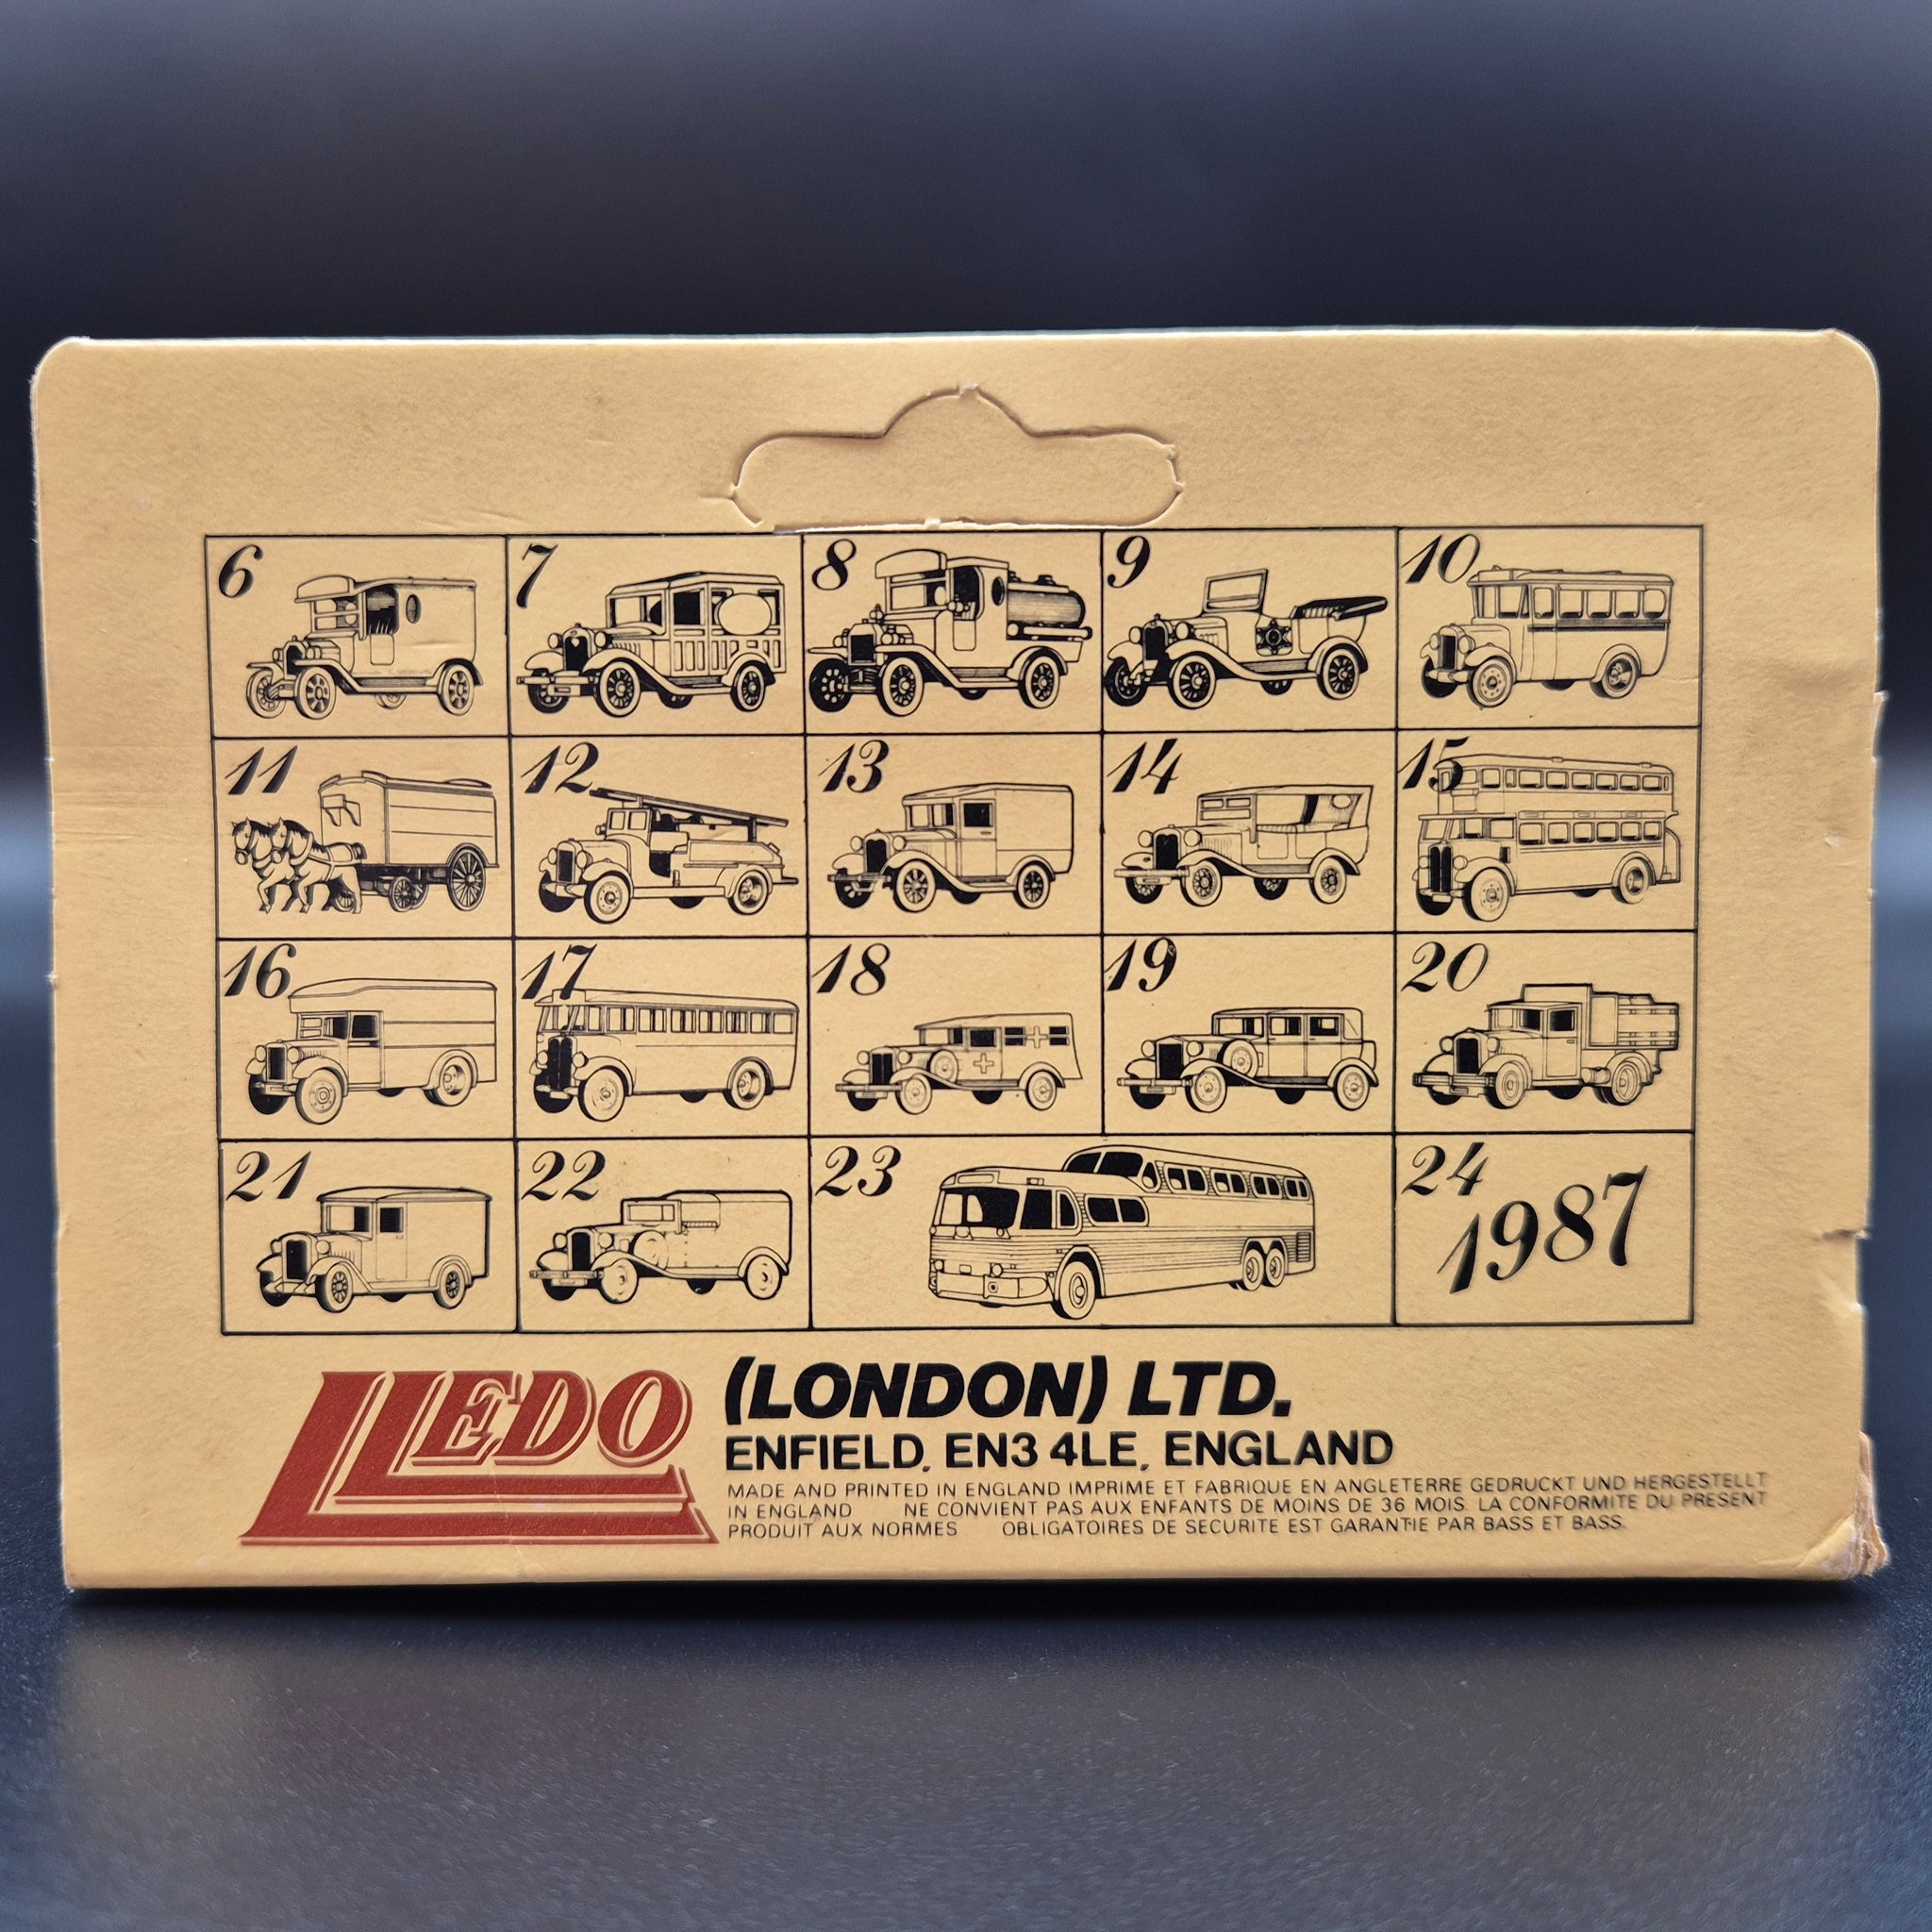 6 7 8 9 10
11 12 13 14 15
16 17 18 19 20
21 22 23 24
1987
LLEDO (LONDON) LTD.
ENFIELD, EN3 4LE, ENGLAND
MADE AND PRINTED IN ENGLAND IMPRIME ET FABRIQUE EN ANGLETERRE GEDRUCKT UND HERGESTELLT
IN ENGLAND NE CONVIENT PAS AUX ENFANTS DE MOINS DE 36 MOIS. LA CONFORMITE DU PRESENT
PRODUIT AUX NORMES OBLIGATOIRES DE SECURITE EST GARANTIE PAR BASS ET BASS.